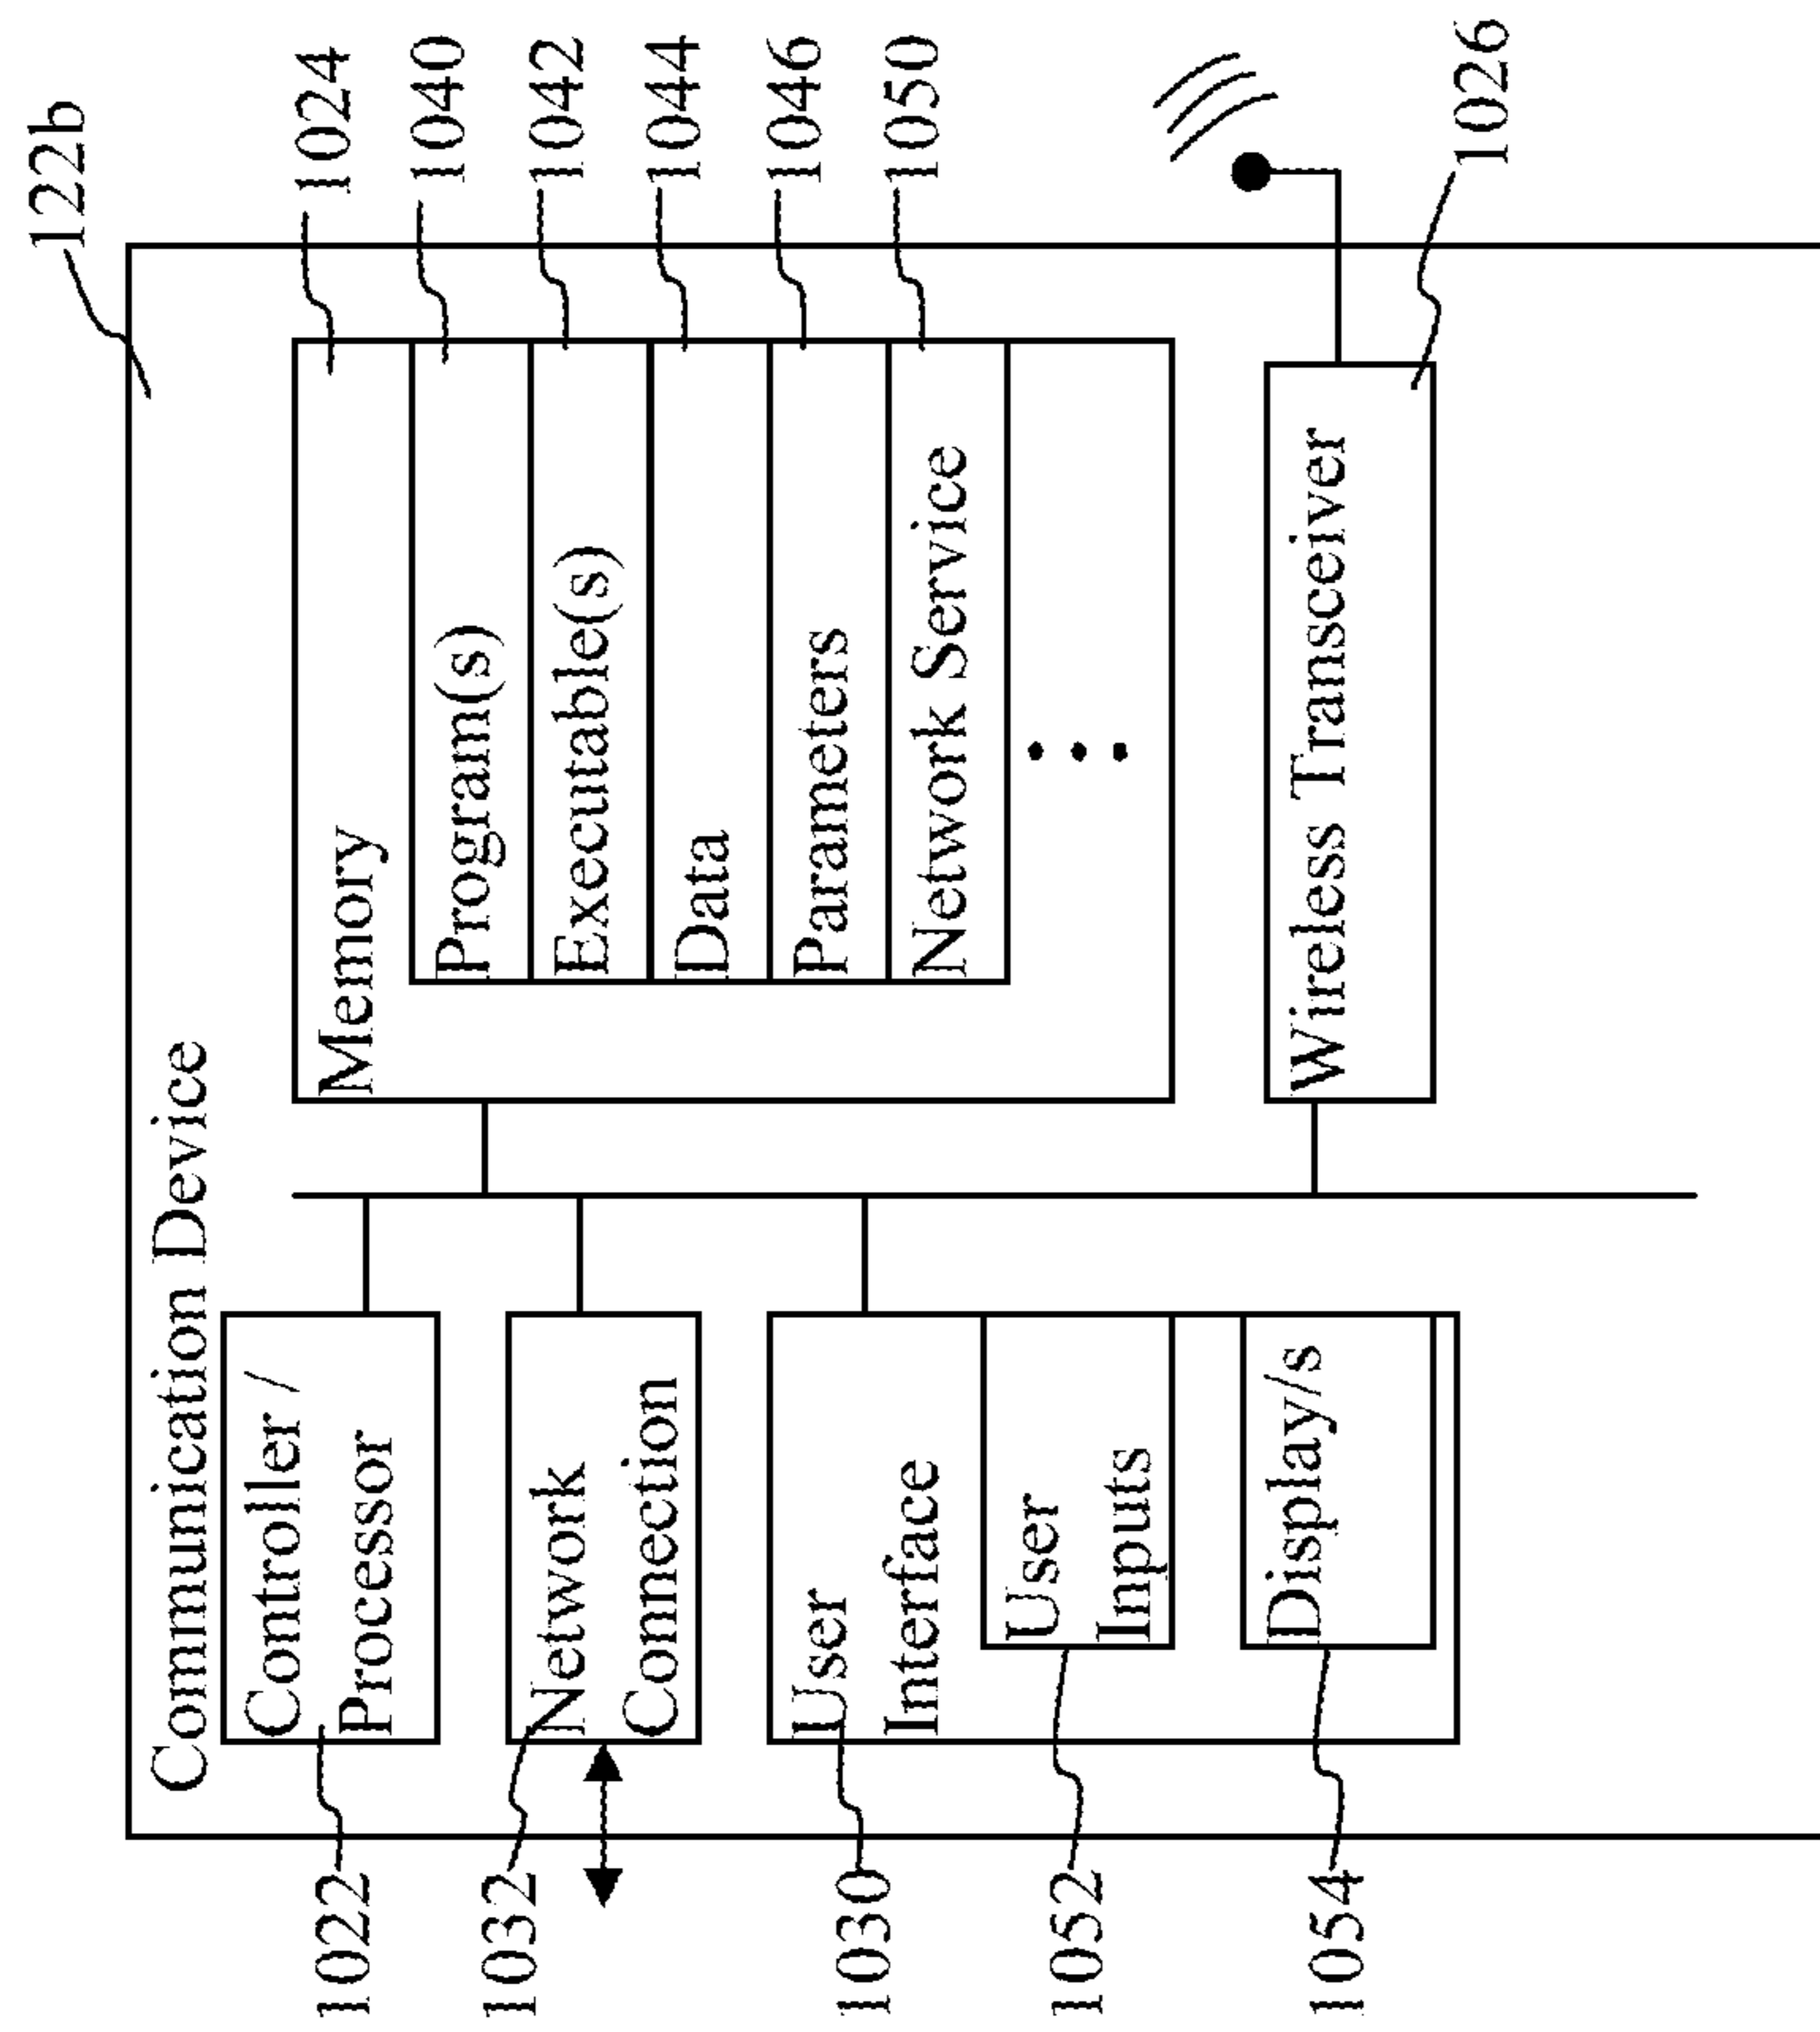 122b
Communication Device
1022
Controller /
Processor
1032
Network
Connection
1030
User
Interface
1052
User
Inputs
1054
Display/s
Memory
1024
Program(s)
1040
Executable(s)
1042
Data
1044
Parameters
1046
Network Service
1050
Wireless Transceiver
1026